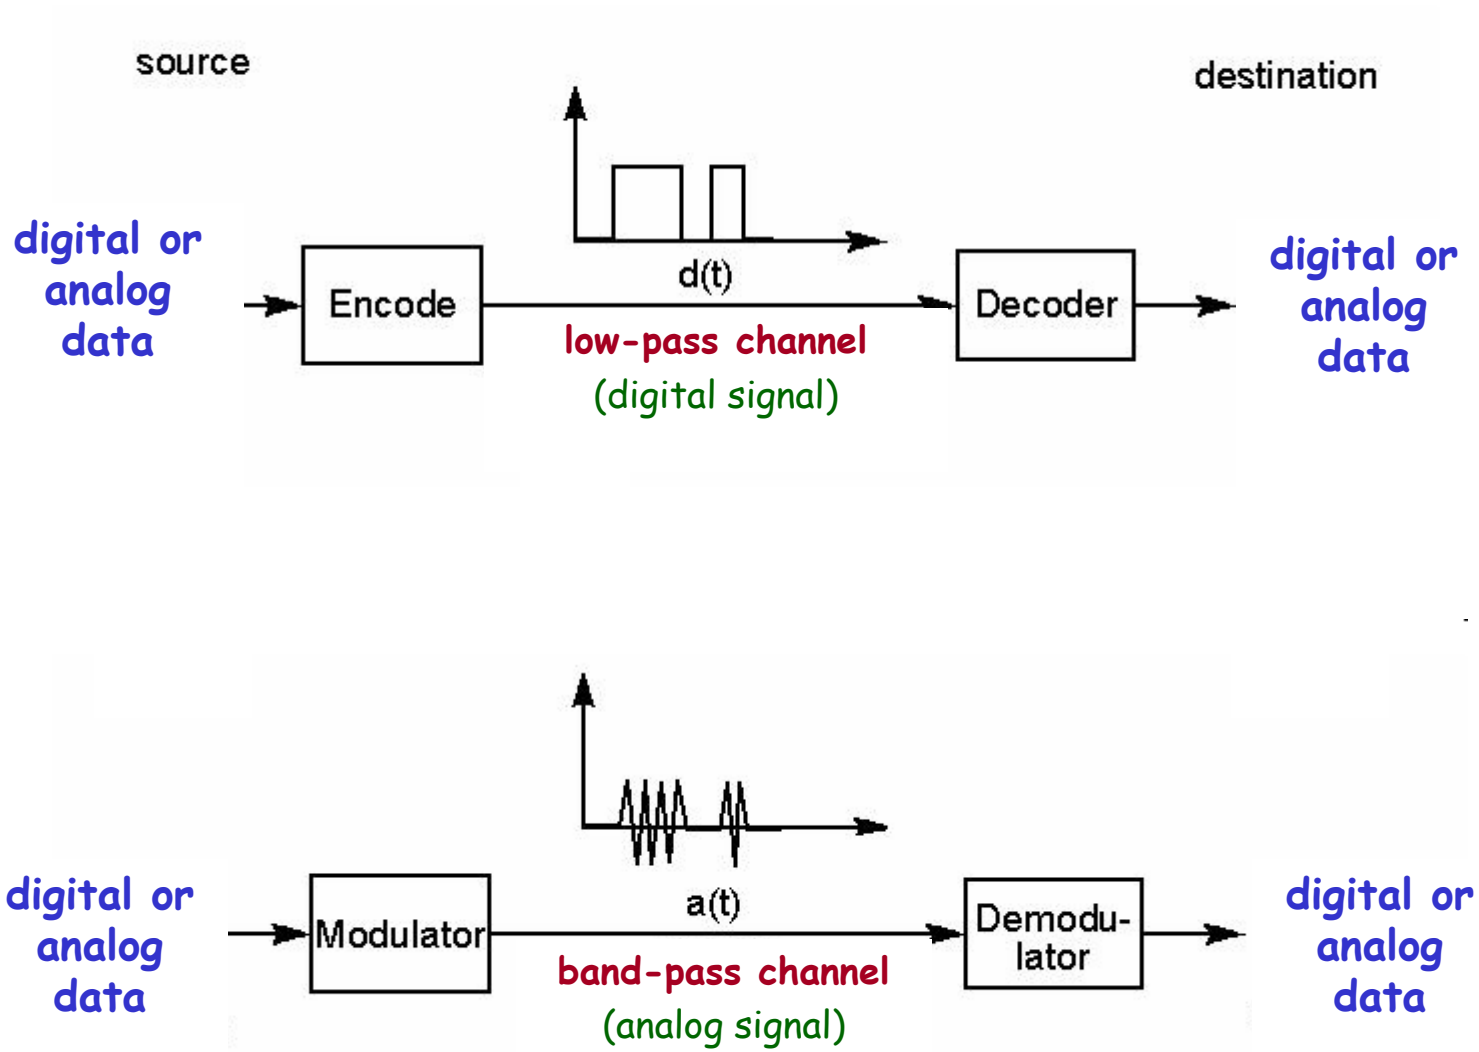 source
destination
digital or
analog
data
Encode
d(t)
low-pass channel
(digital signal)
Decoder
digital or
analog
data
digital or
analog
data
Modulator
a(t)
band-pass channel
(analog signal)
Demodu-
lator
digital or
analog
data